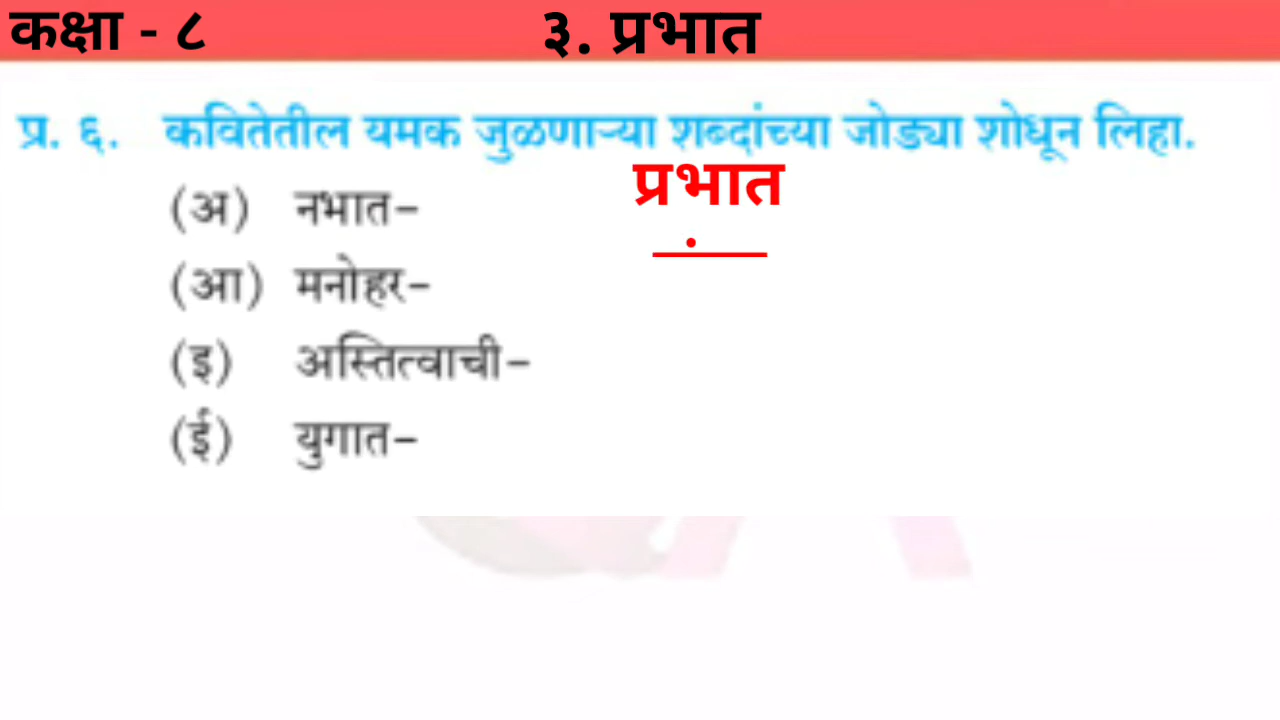 कक्षा - ८
३. प्रभात
प्र. ६. कवितेतील यमक जुळणाऱ्या शब्दांच्या जोड्या शोधून लिहा.
प्रभात
(अ) नभात–
(आ) मनोहर–
(इ) अस्तित्वाची–
(ई) युगात–